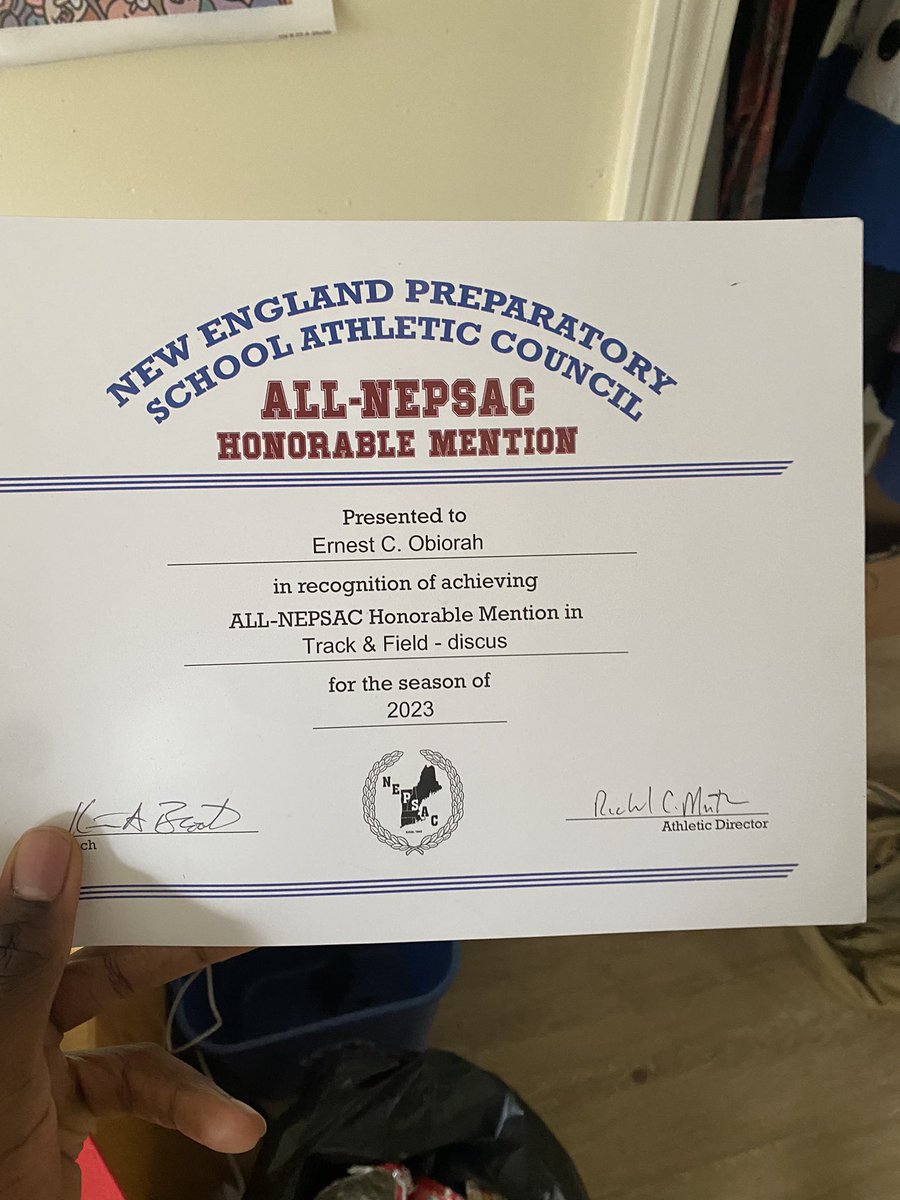 NEW ENGLAND PREPARATORY
SCHOOL ATHLETIC COUNCIL
ALL-NEPSAC
HONORABLE MENTION
Presented to
Ernest C. Obiorah
in recognition of achieving
ALL-NEPSAC Honorable Mention in
Track & Field - discus
for the season of
2023
NEPSAC
ch
Athletic Director